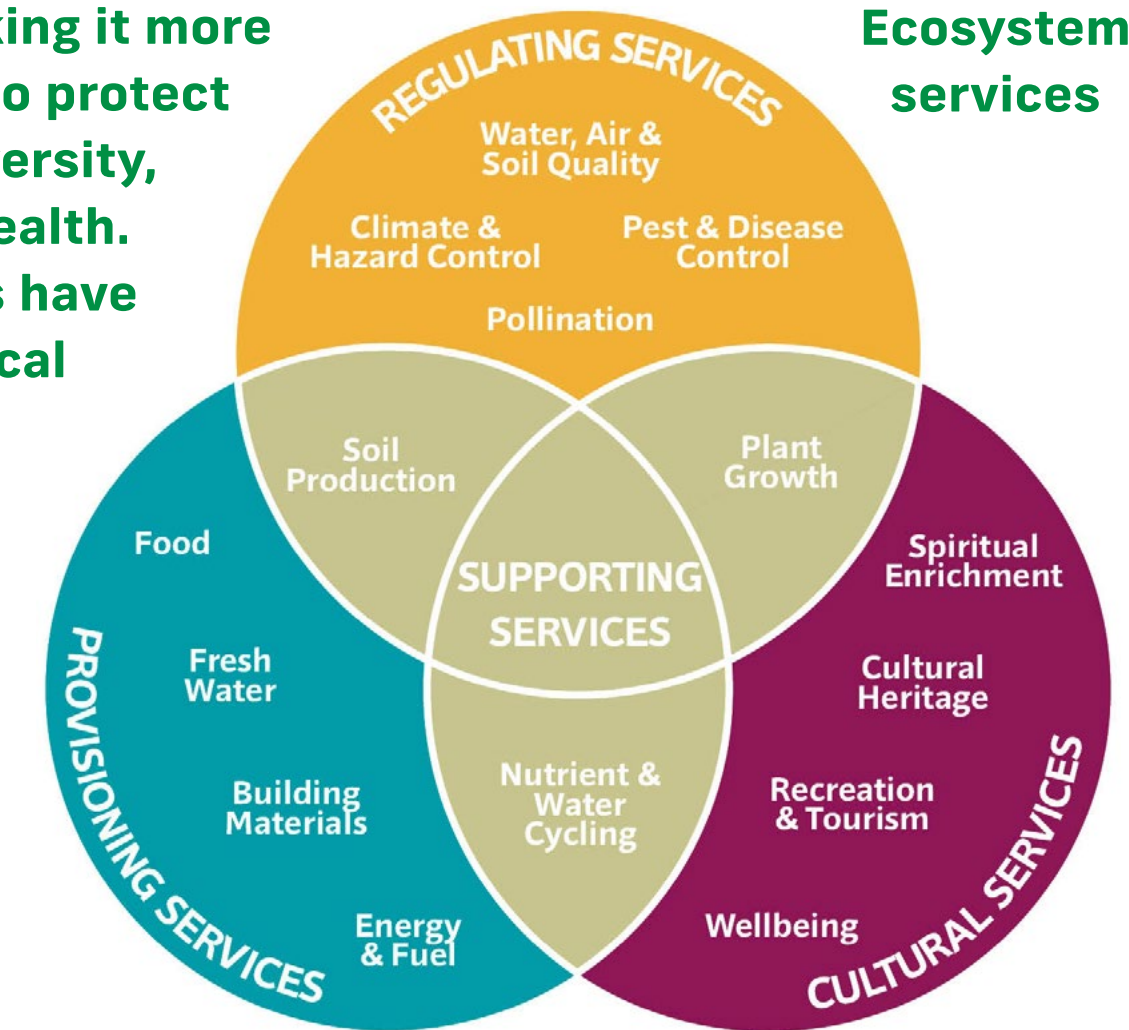 king it more
o protect
ersity,
ealth.
s have
cal
Ecosystem
services
REGULATING SERVICES
Water, Air &
Soil Quality
Climate &
Hazard Control
Pest & Disease
Control
Pollination
Soil
Production
Plant
Growth
SUPPORTING
SERVICES
Nutrient &
Water
Cycling
PROVISIONING SERVICES
Food
Fresh
Water
Building
Materials
Energy
& Fuel
CULTURAL SERVICES
Spiritual
Enrichment
Cultural
Heritage
Recreation
& Tourism
Wellbeing